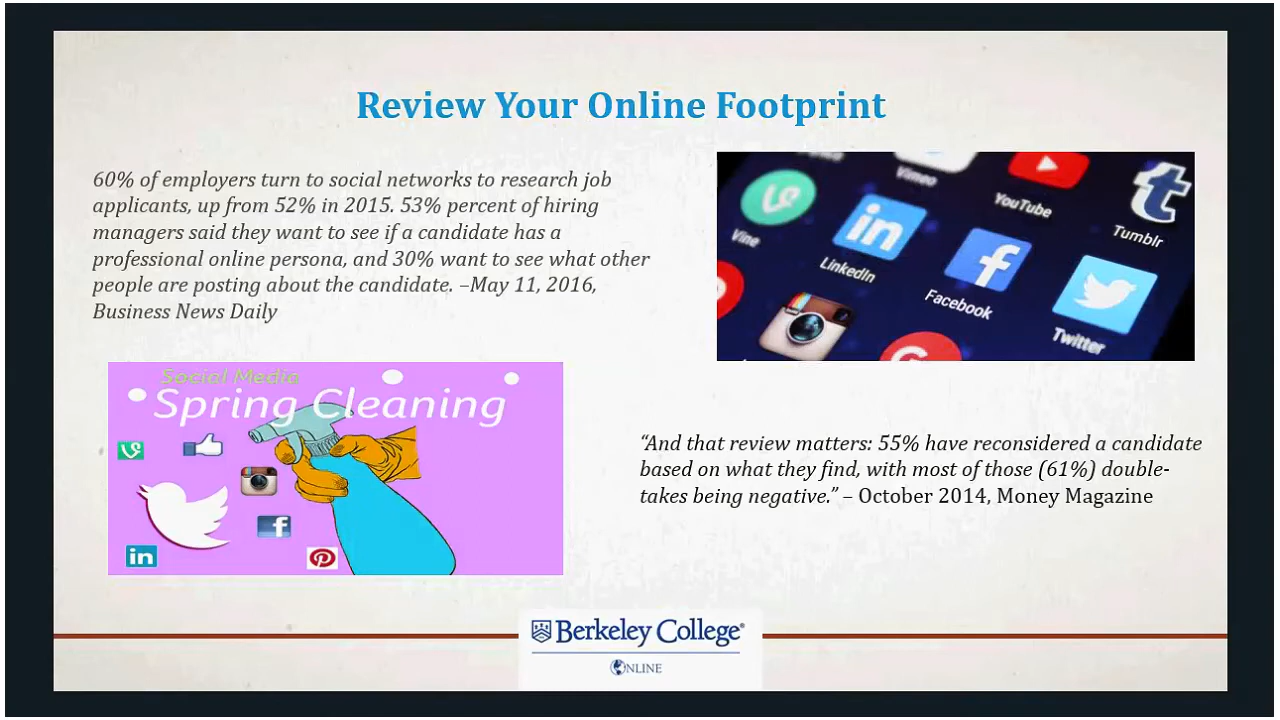 Review Your Online Footprint
60% of employers turn to social networks to research job
applicants, up from 52% in 2015. 53% percent of hiring
managers said they want to see if a candidate has a
professional online persona, and 30% want to see what other
people are posting about the candidate. –May 11, 2016,
Business News Daily
Vimeo
YouTube
Tumblr
Vine
LinkedIn
Facebook
Twitter
Social Media
Spring Cleaning
“And that review matters: 55% have reconsidered a candidate
based on what they find, with most of those (61%) double-
takes being negative.” – October 2014, Money Magazine
Berkeley College®
ONLINE